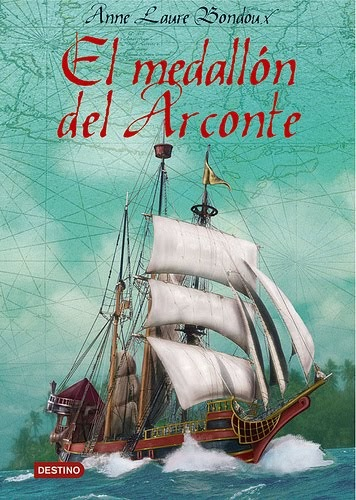 Anne Laure Bondoux
El medallón
del Arconte
DESTINO